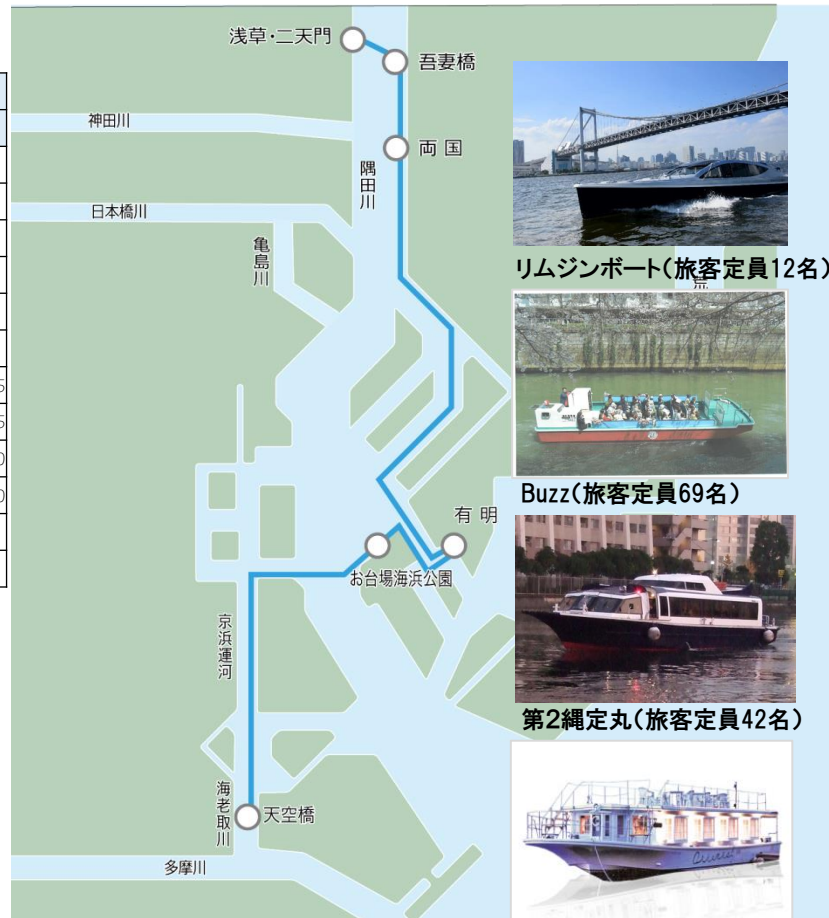 浅草・二天門
吾妻橋
神田川
両国
隅田川
日本橋川
亀島川
リムジンボート(旅客定員12名)
荒
Buzz(旅客定員69名)
有明
お台場海浜公園
京浜運河
第2縄定丸(旅客定員42名)
海老取川
天空橋
多摩川